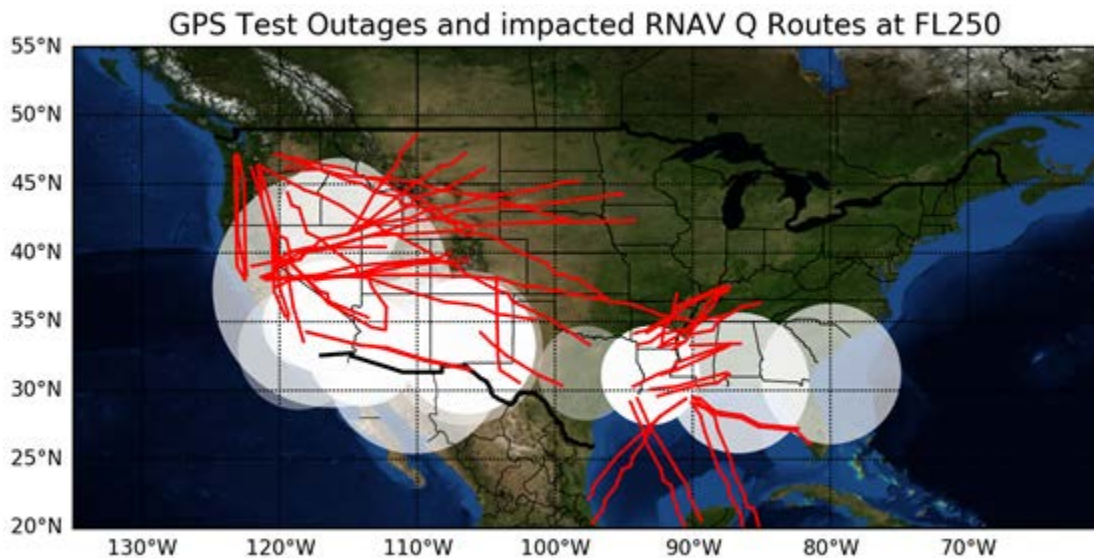 GPS Test Outages and impacted RNAV Q Routes at FL250
55°N
50°N
45°N
40°N
35°N
30°N
25°N
20°N
130°W 120°W 110°W 100°W 90°W 80°W 70°W